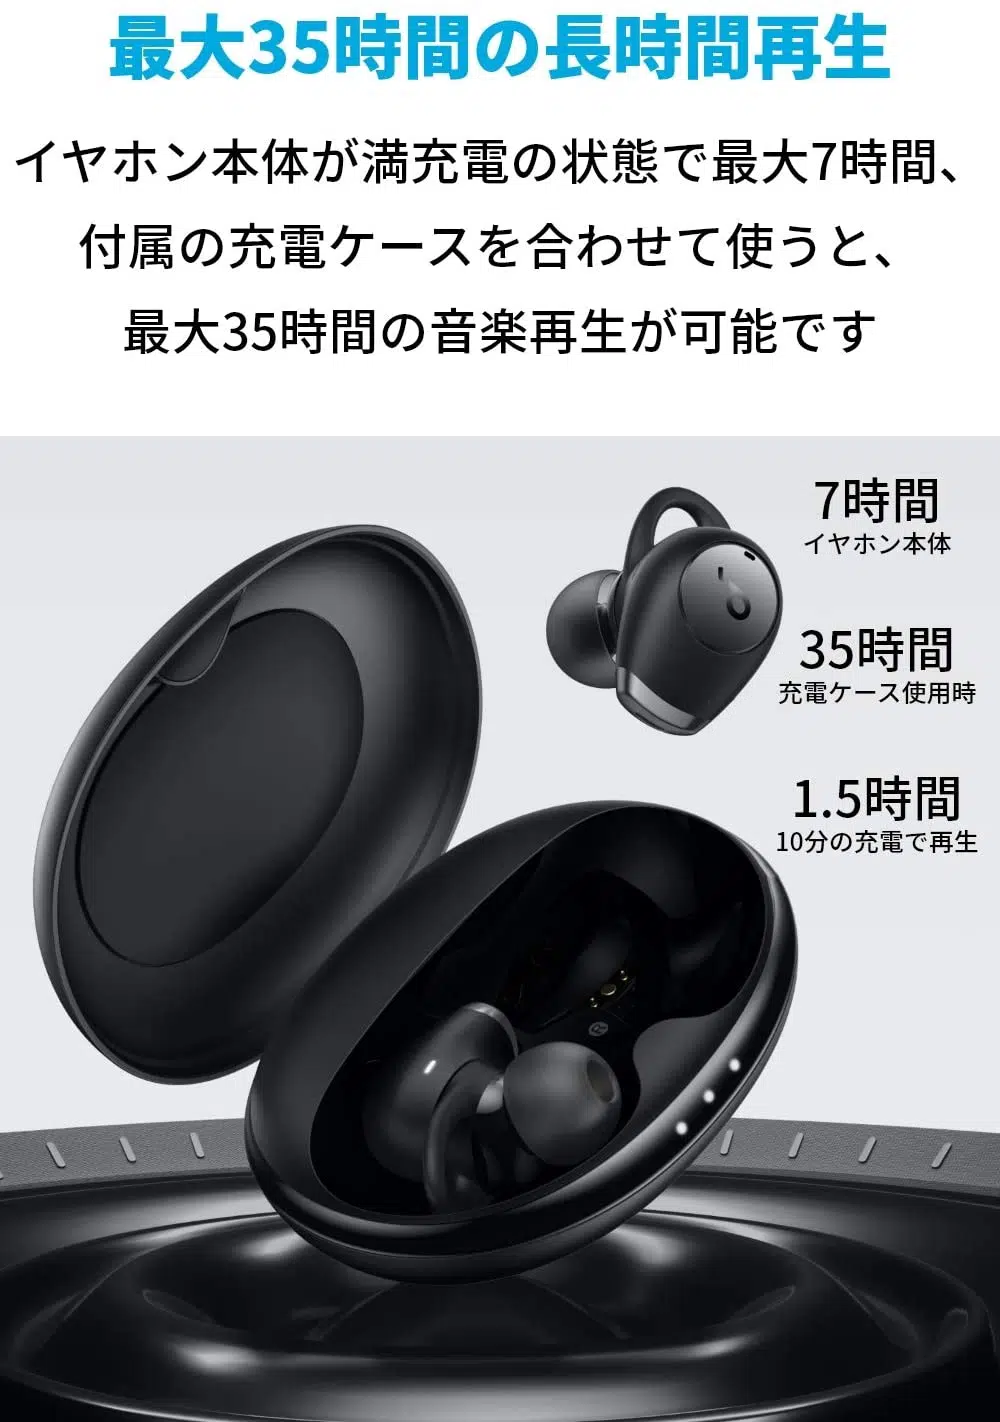 最大35時間の長時間再生
イヤホン本体が満充電の状態で最大7時間、
付属の充電ケースを合わせて使うと、
最大35時間の音楽再生が可能です
7時間
イヤホン本体
35時間
充電ケース使用時
1.5時間
10分の充電で再生
R